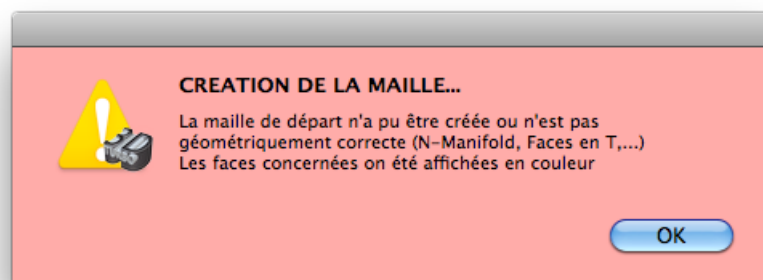 CREATION DE LA MAILLE...
La maille de départ n'a pu être créée ou n'est pas
géométriquement correcte (N-Manifold, Faces en T,...)
Les faces concernées on été affichées en couleur
OK